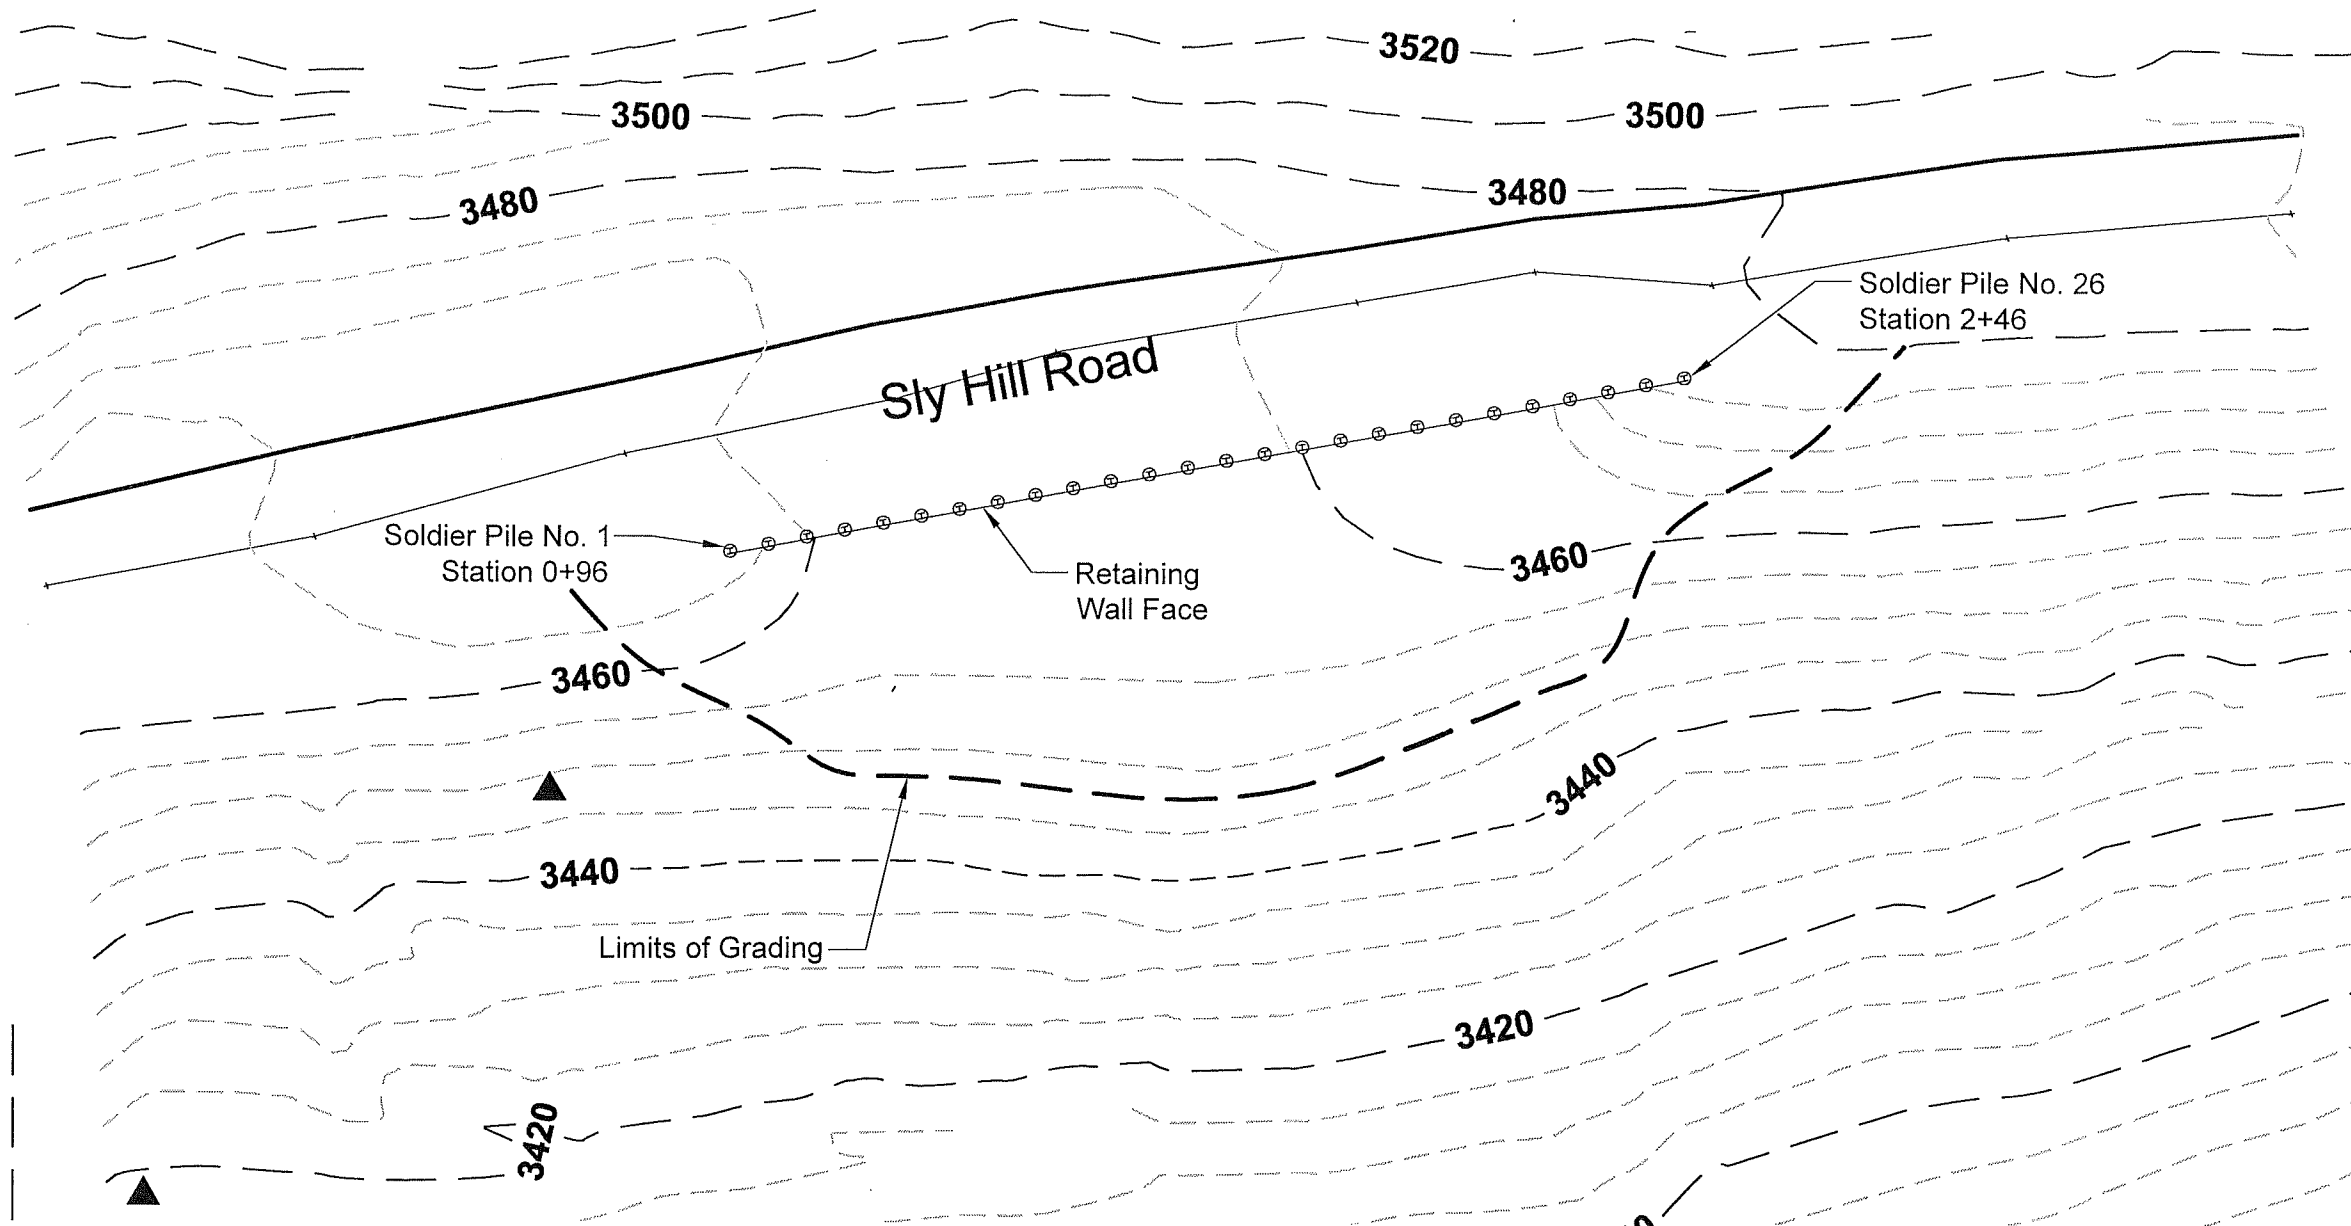 3520
3500
3500
3480
3480
Soldier Pile No. 26
Station 2+46
Sly Hill Road
Soldier Pile No. 1
Station 0+96
Retaining
Wall Face
3460
3460
3440
3440
Limits of Grading
3420
3420